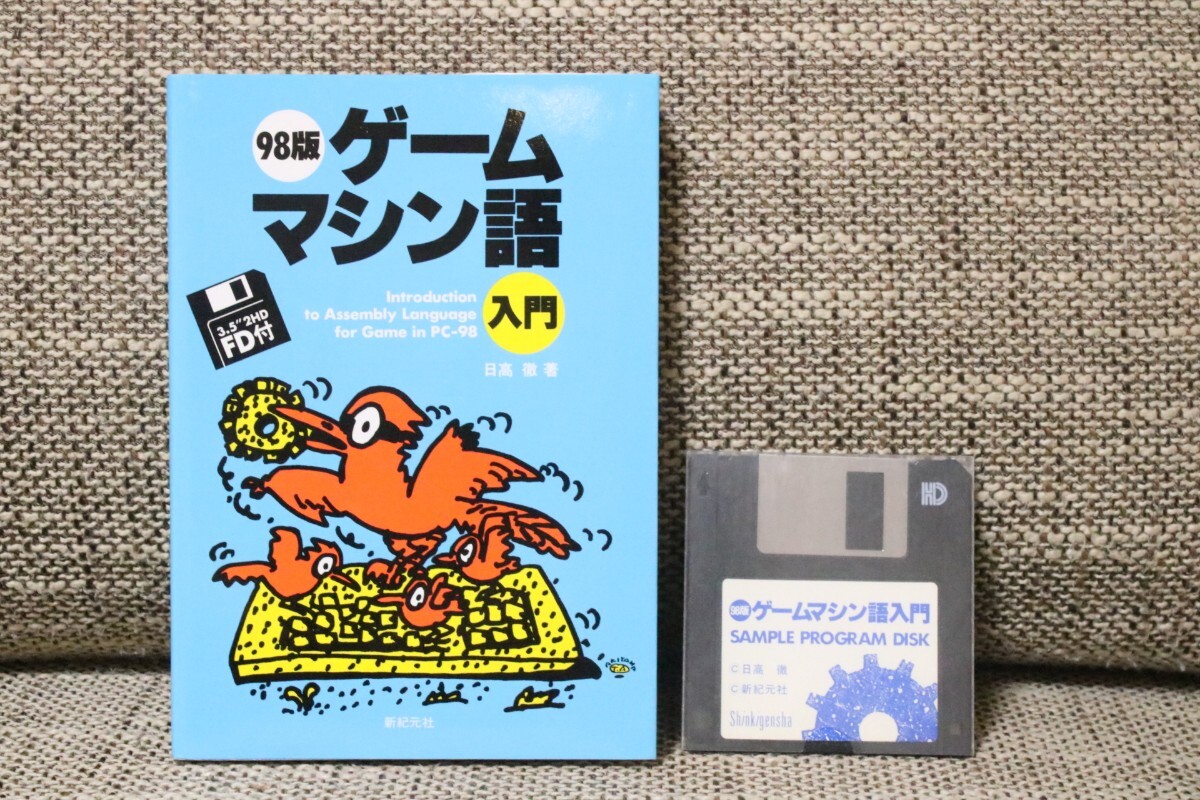 98版 ゲーム
マシン語
入門
Introduction
to Assembly Language
for Game in PC-98
日高 徹 著
3.5"2HD
FD付
AKIYAMA
新紀元社
HD
98版 ゲームマシン語入門
SAMPLE PROGRAM DISK
©日高 徹
©新紀元社
Shinkigensha